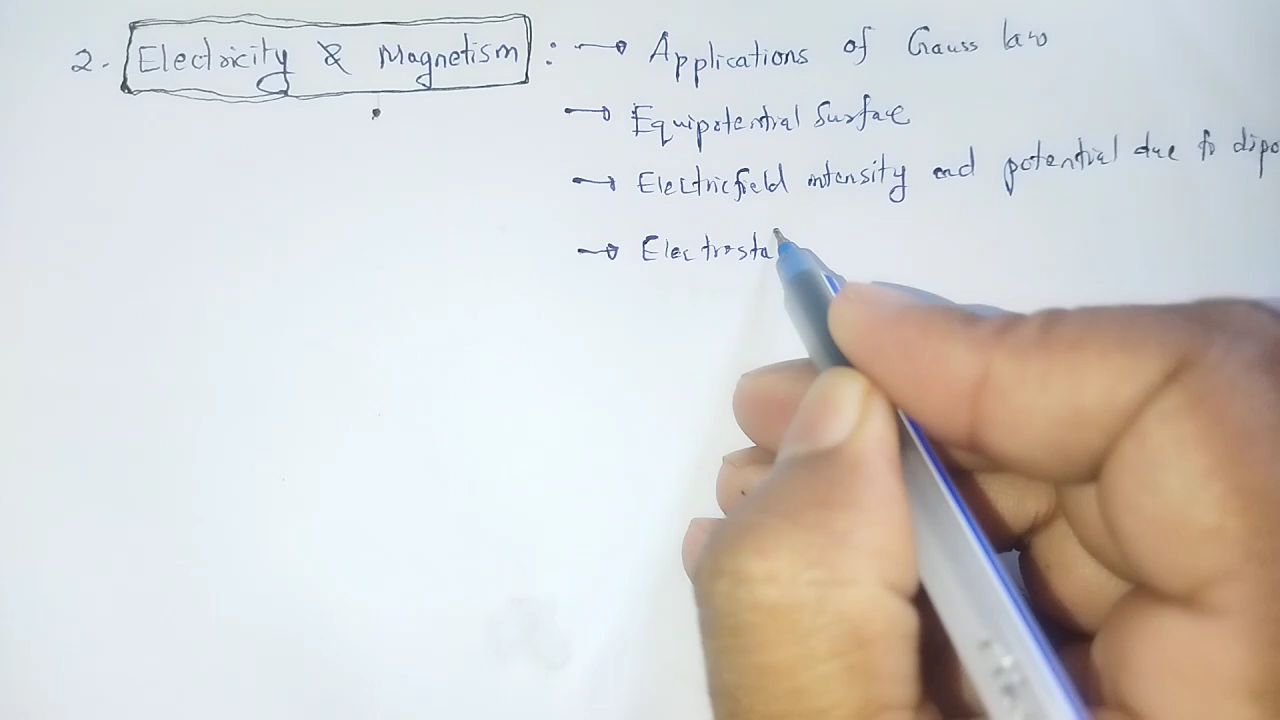 2. Electricity & Magnetism : → Applications of Gauss law
→ Equipotential Surface
→ Electricfield intensity and potential due to dipo
→ Electrosta